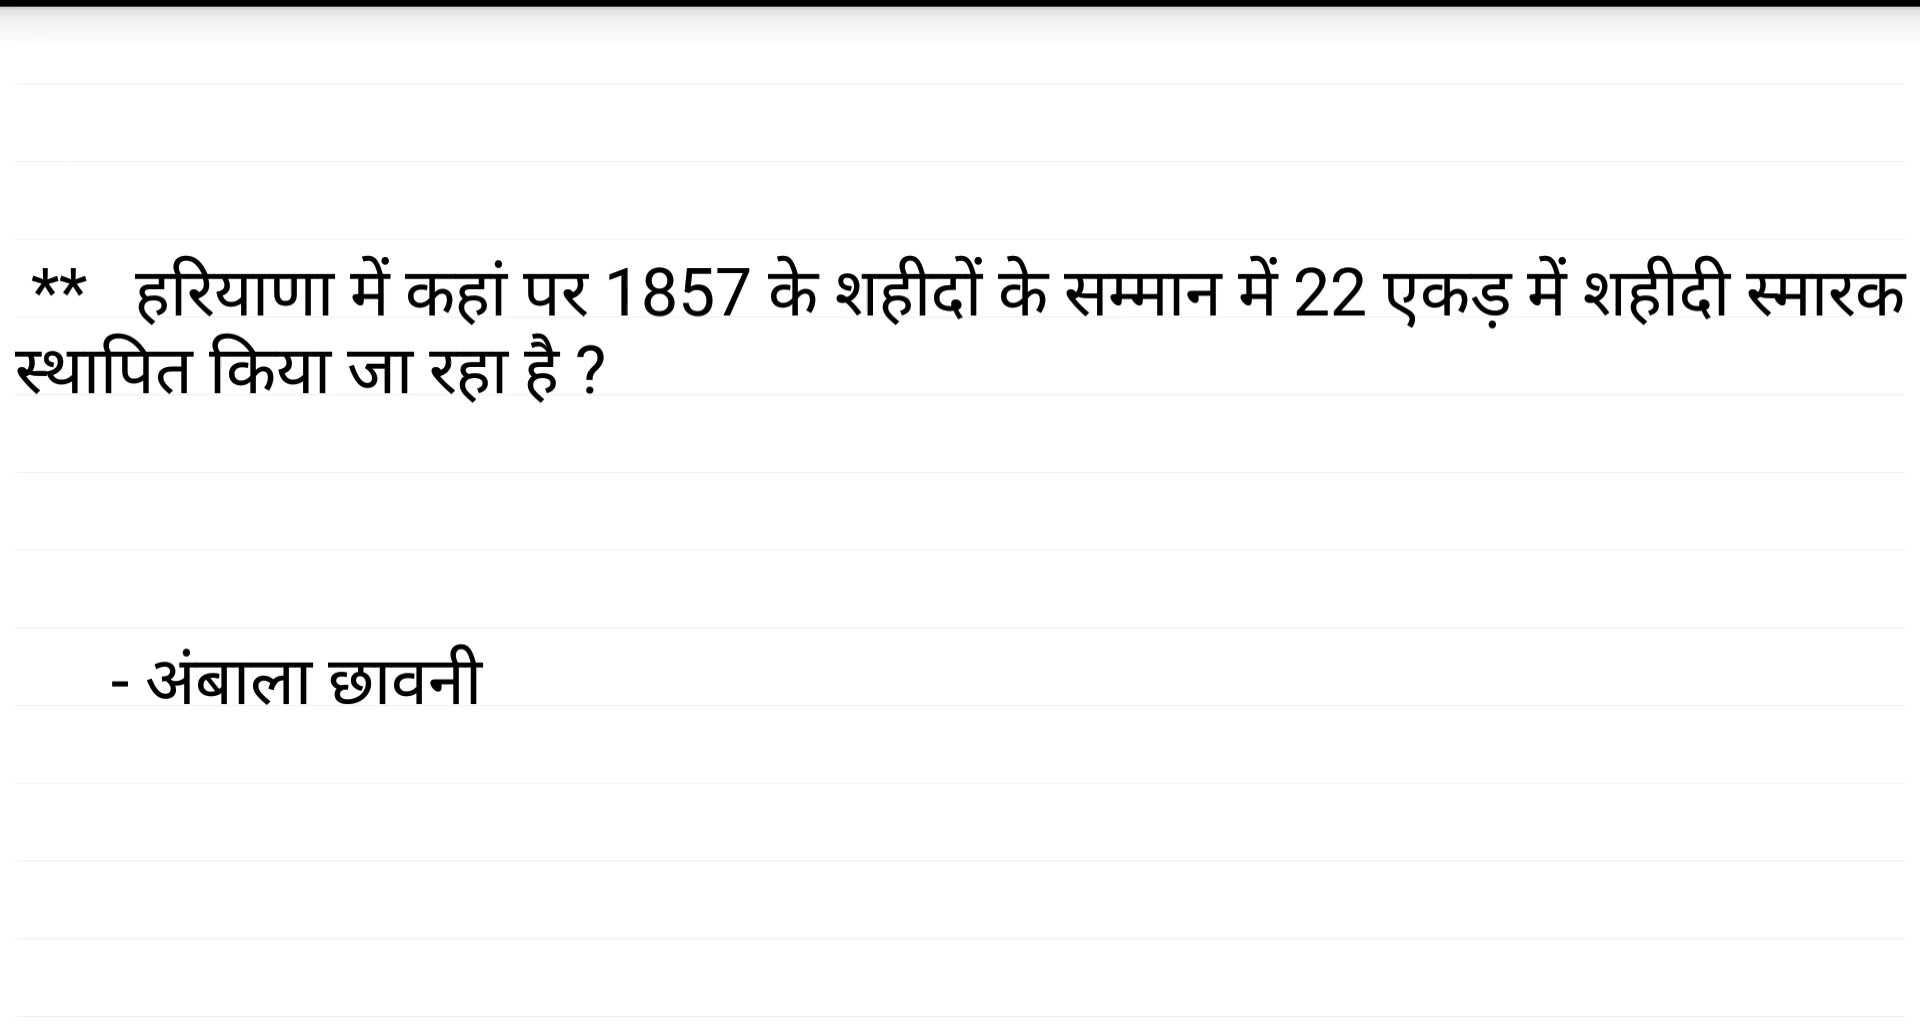 ** हरियाणा में कहां पर 1857 के शहीदों के सम्मान में 22 एकड़ में शहीदी स्मारक
स्थापित किया जा रहा है ?
- अंबाला छावनी